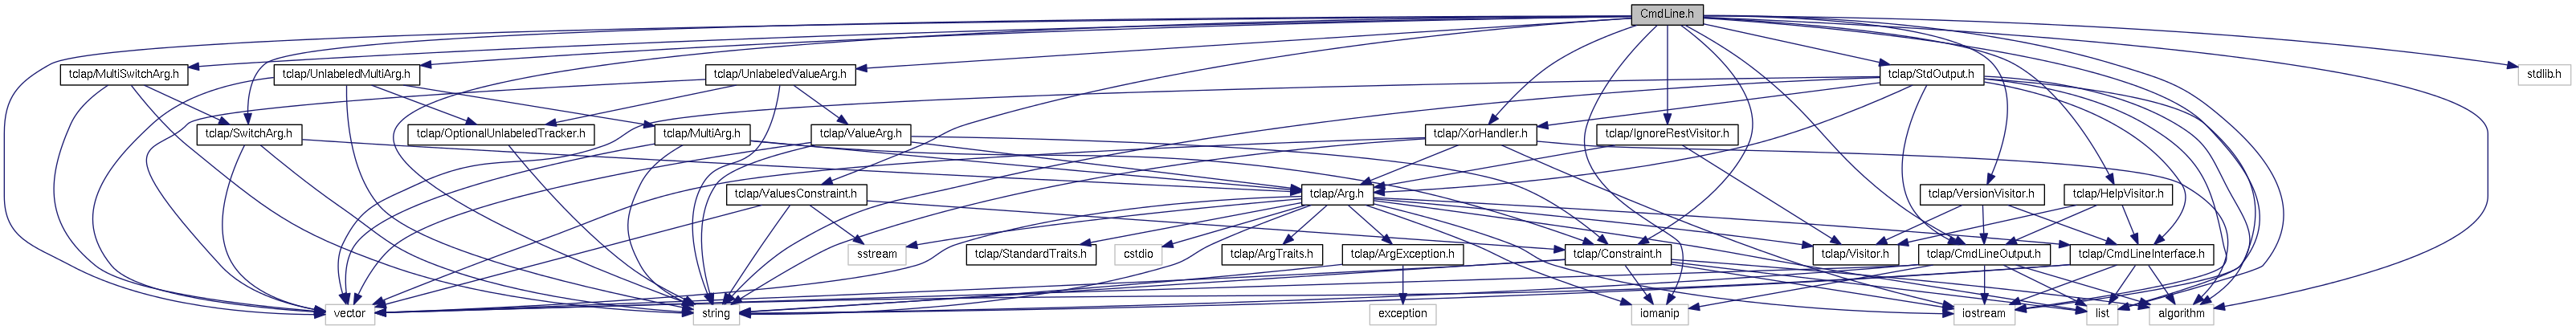 CmdLine.h
tclap/MultiSwitchArg.h
tclap/UnlabeledMultiArg.h
tclap/UnlabeledValueArg.h
tclap/StdOutput.h
stdlib.h
tclap/SwitchArg.h
tclap/OptionalUnlabeledTracker.h
tclap/MultiArg.h
tclap/ValueArg.h
tclap/XorHandler.h
tclap/IgnoreRestVisitor.h
tclap/ValuesConstraint.h
tclap/Arg.h
tclap/VersionVisitor.h
tclap/HelpVisitor.h
sstream
tclap/StandardTraits.h
cstdio
tclap/ArgTraits.h
tclap/ArgException.h
tclap/Constraint.h
tclap/Visitor.h
tclap/CmdLineOutput.h
tclap/CmdLineInterface.h
vector
string
exception
iomanip
iostream
list
algorithm